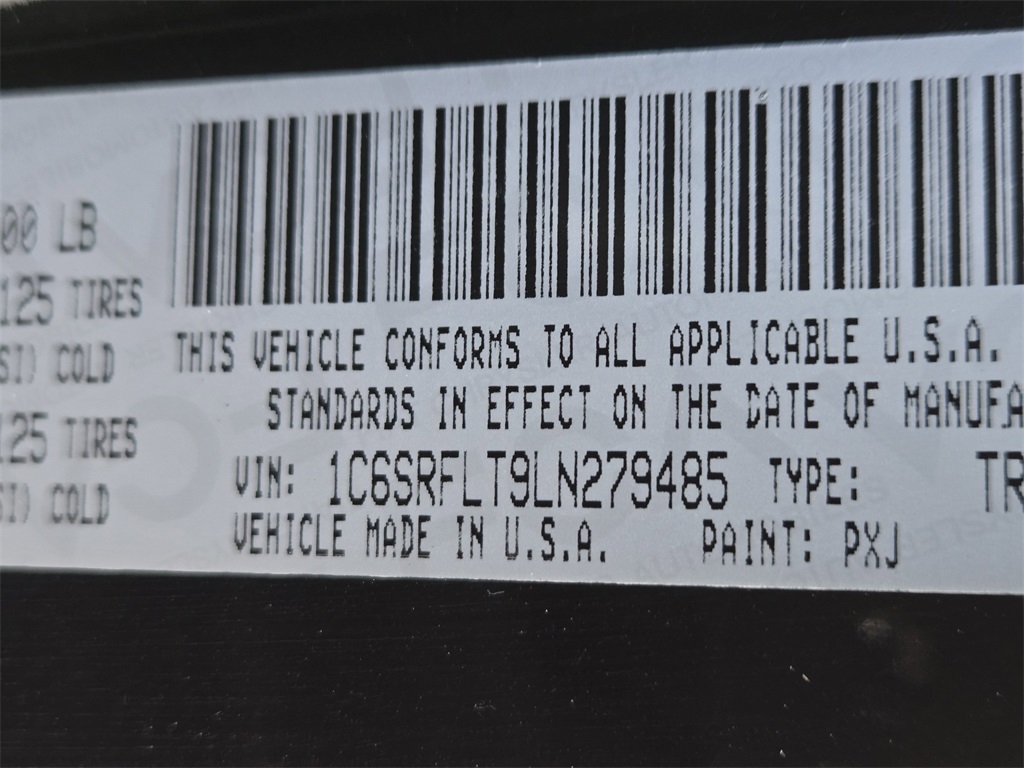 00 LB
125 TIRES
SI) COLD
125 TIRES
SI) COLD
THIS VEHICLE CONFORMS TO ALL APPLICABLE U.S.A.
STANDARDS IN EFFECT ON THE DATE OF MANUFA
VIN: 1C6SRFLT9LN279485 TYPE: TR
VEHICLE MADE IN U.S.A. PAINT: PXJ